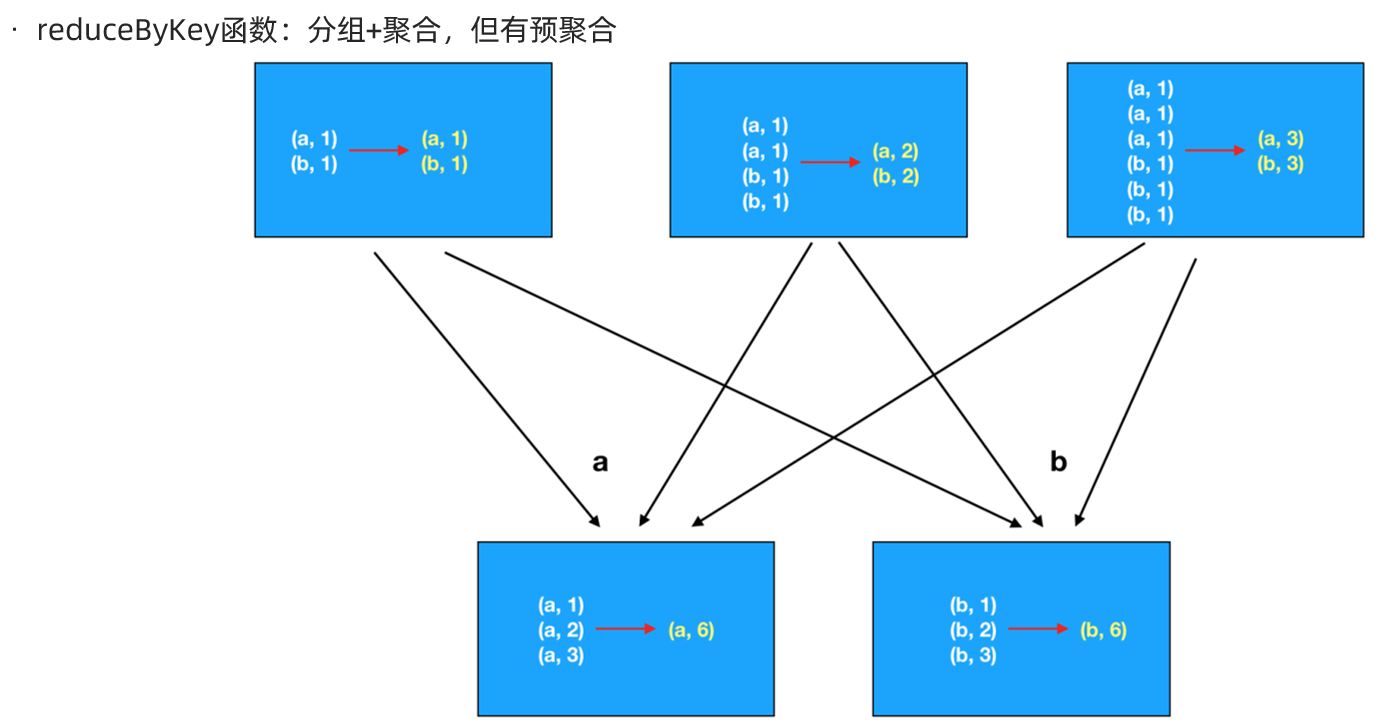 · reduceByKey函数：分组+聚合，但有预聚合
(a, 1)
(b, 1)
(a, 1)
(b, 1)
(a, 1)
(a, 1)
(b, 1)
(b, 1)
(a, 2)
(b, 2)
(a, 1)
(a, 1)
(a, 1)
(b, 1)
(b, 1)
(b, 1)
(a, 3)
(b, 3)
a
b
(a, 1)
(a, 2)
(a, 3)
(a, 6)
(b, 1)
(b, 2)
(b, 3)
(b, 6)